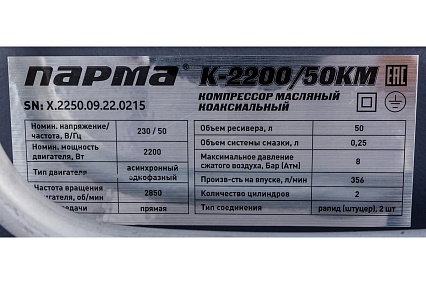 ПАРМА® К-2200/50КМ EAC
КОМПРЕССОР МАСЛЯНЫЙ
КОАКСИАЛЬНЫЙ
SN: X.2250.09.22.0215
Номин. напряжение/
частота, В/Гц
230 / 50
Номин. мощность
двигателя, Вт
2200
Тип двигателя
асинхронный
однофазный
Частота вращения
двигателя, об/мин
2850
передачи
прямая
Объем ресивера, л
50
Объем системы смазки, л
0,25
Максимальное давление
сжатого воздуха, Бар (Атм)
8
Произв-сть на впуске, л/мин
356
Количество цилиндров
2
Тип соединения
рапид (штуцер), 2 шт